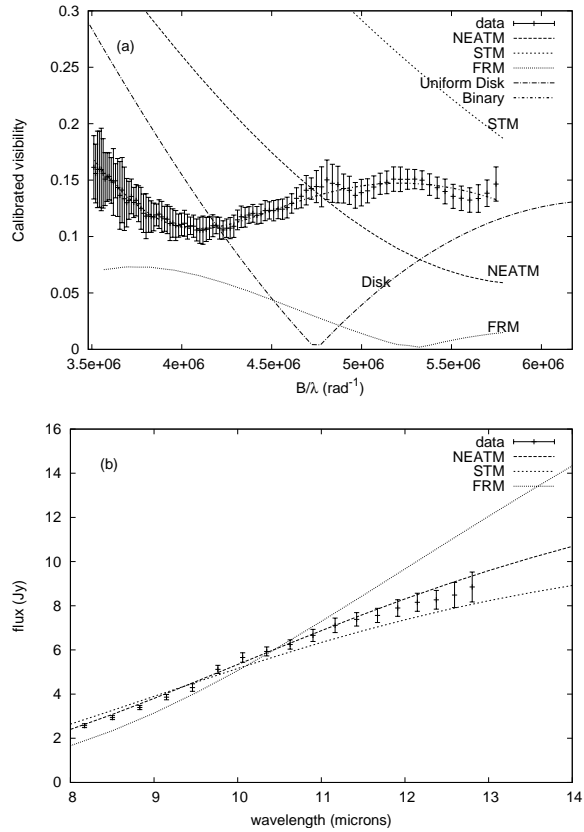 (a)
data
NEATM
STM
FRM
Uniform Disk
Binary
0.3
0.25
0.2
0.15
0.1
0.05
0
Calibrated visibility
STM
NEATM
Disk
FRM
3.5e+06 4e+06 4.5e+06 5e+06 5.5e+06 6e+06
B/λ (rad⁻¹)
(b)
data
NEATM
STM
FRM
16
14
12
10
8
6
4
2
0
flux (Jy)
8 9 10 11 12 13 14
wavelength (microns)